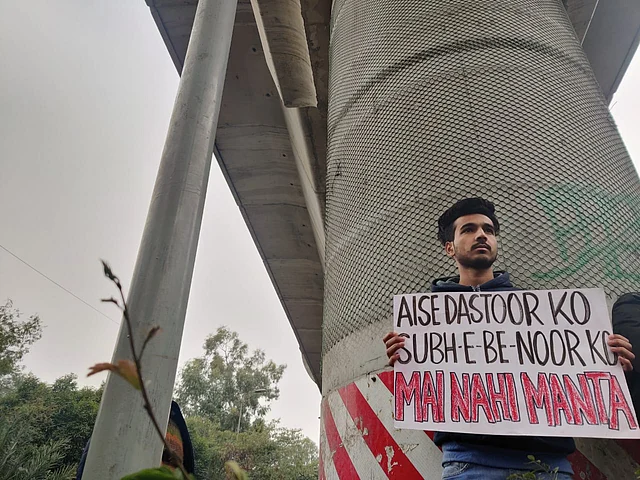 AISE DASTOOR KO
SUBH-E-BE-NOOR KO
MAI NAHI MANTA